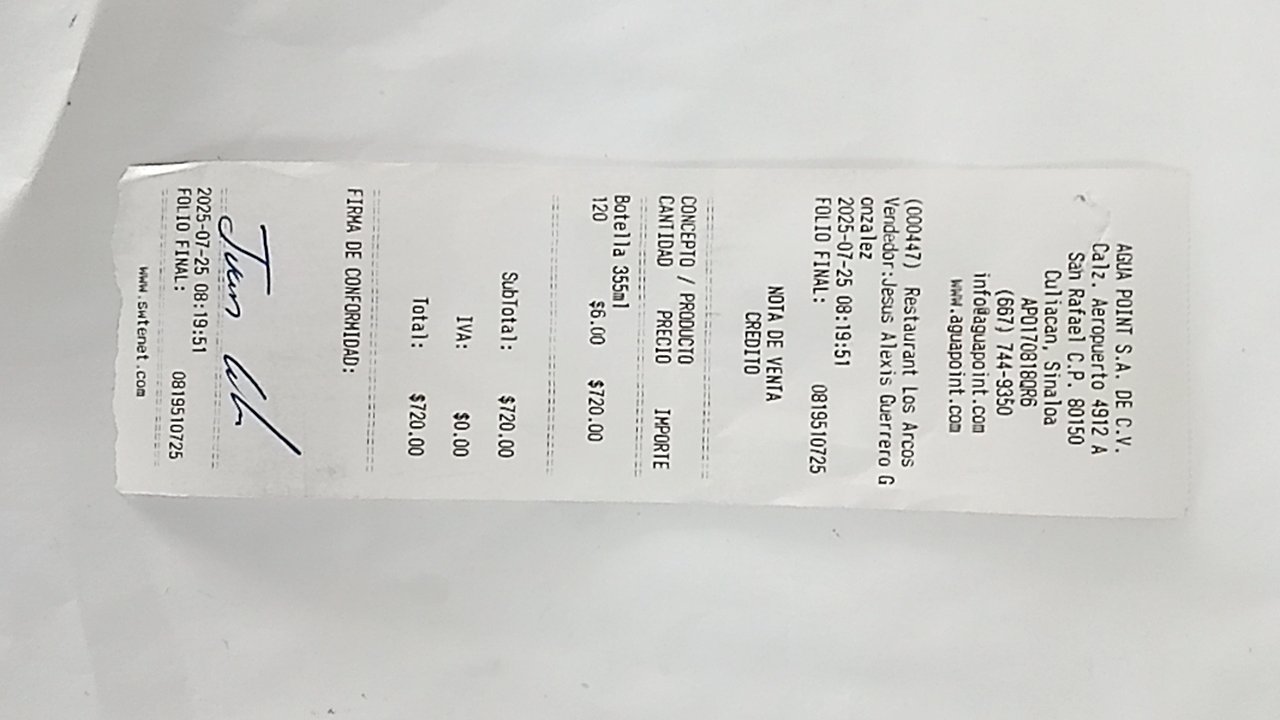 AGUA POINT S.A. DE C.V.
Calz. Aeropuerto 4912 A
San Rafael C.P. 80150
Culiacan, Sinaloa
APO170818QR6
(667) 744-9350
info@aguapoint.com
www.aguapoint.com
(000447) Restaurant Los Arcos
Vendedor:Jesus Alexis Guerrero G
onzalez
2025-07-25 08:19:51
FOLIO FINAL: 0819510725
NOTA DE VENTA
CREDITO
CONCEPTO / PRODUCTO
CANTIDAD PRECIO IMPORTE
Botella 355ml
120 $6.00 $720.00
SubTotal: $720.00
IVA: $0.00
Total: $720.00
FIRMA DE CONFORMIDAD:
2025-07-25 08:19:51
FOLIO FINAL: 0819510725
www.swtenet.com